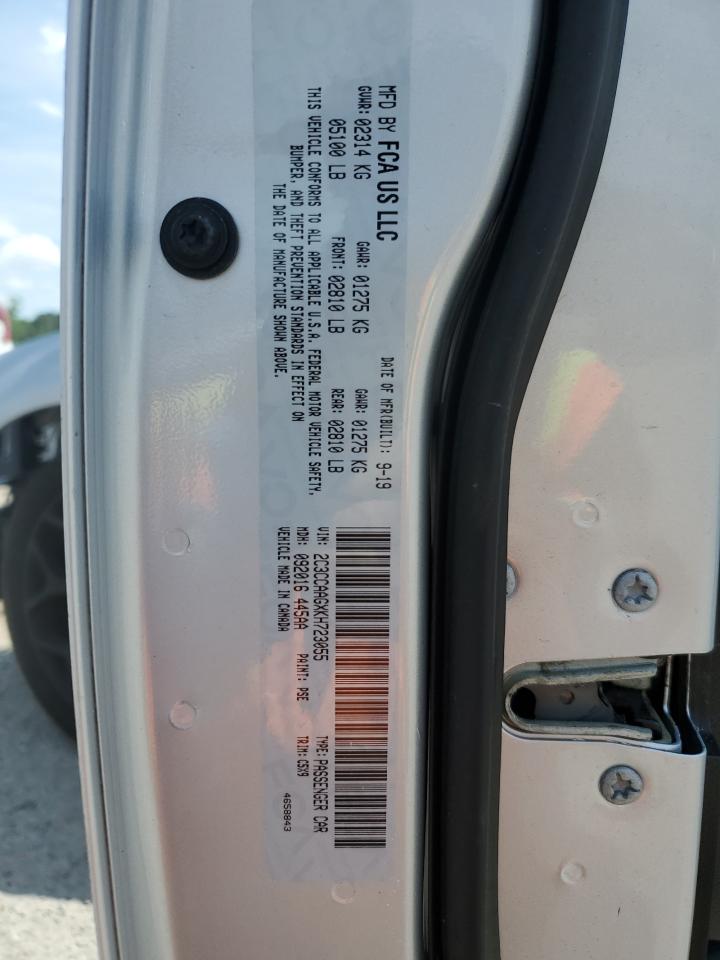 MFD BY FCA US LLC
DATE OF MFR(BUILT): 9-19
GVWR: 02314 KG GAWR: 01275 KG GAWR: 01275 KG
05100 LB FRONT: 02810 LB REAR: 02810 LB
THIS VEHICLE CONFORMS TO ALL APPLICABLE U.S.A. FEDERAL MOTOR VEHICLE SAFETY,
BUMPER, AND THEFT PREVENTION STANDARDS IN EFFECT ON
THE DATE OF MANUFACTURE SHOWN ABOVE.
VIN: 2C3CCAAGXKH723055 TYPE: PASSENGER CAR
MDH: 092016 445AA PAINT: PSE TRIM: C5X9
VEHICLE MADE IN CANADA 4658843